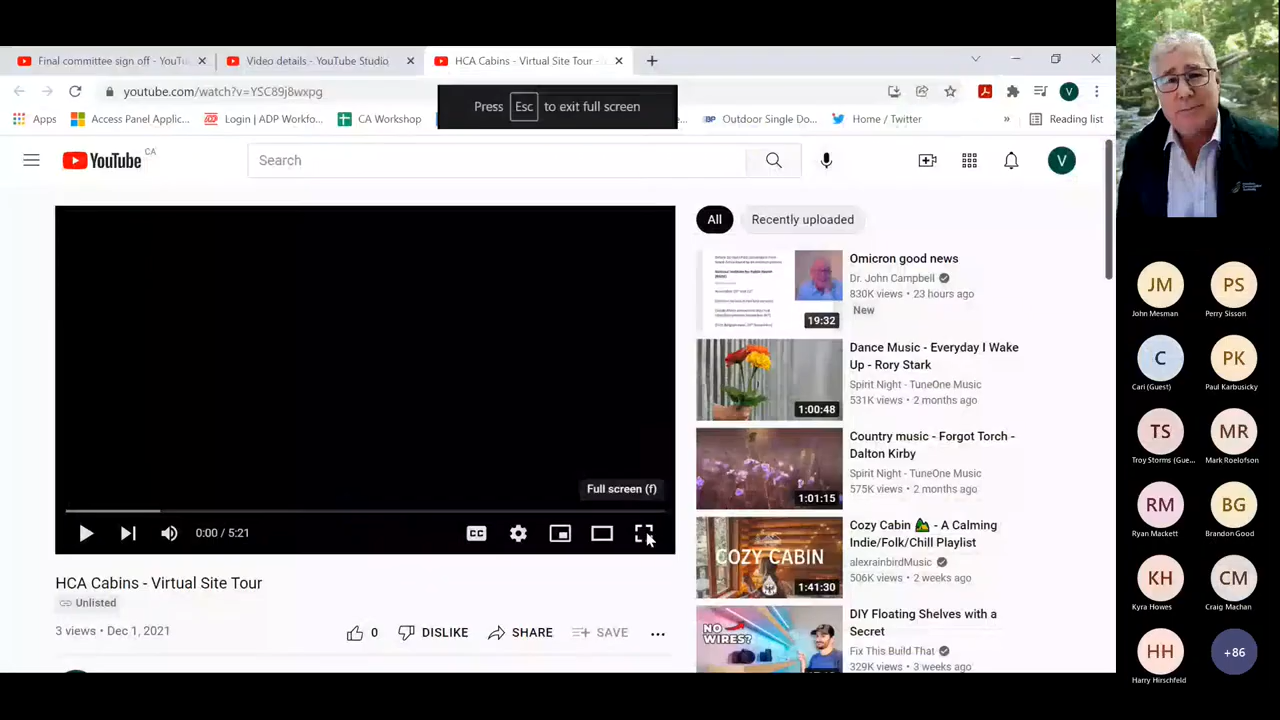 Final committee sign off - YouTu
Video details - YouTube Studio
HCA Cabins - Virtual Site Tour -
youtube.com/watch?v=YSC89j8wxpg
Press Esc to exit full screen
Apps
Access Panel Applic...
Login | ADP Workfo...
CA Workshop
Outdoor Single Do...
Home / Twitter
»
Reading list
YouTube CA
Search
V
All
Recently uploaded
Omicron good news
Dr. John Campbell
830K views • 23 hours ago
New
19:32
Dance Music - Everyday I Wake
Up - Rory Stark
Spirit Night - TuneOne Music
531K views • 2 months ago
1:00:48
Country music - Forgot Torch -
Dalton Kirby
Spirit Night - TuneOne Music
575K views • 2 months ago
1:01:15
Cozy Cabin 🏕️ - A Calming
Indie/Folk/Chill Playlist
alexrainbirdMusic
506K views • 2 weeks ago
COZY CABIN
1:41:30
DIY Floating Shelves with a
Secret
Fix This Build That
329K views • 3 weeks ago
NO
WIRES?
Full screen (f)
0:00 / 5:21
CC
HCA Cabins - Virtual Site Tour
Unlisted
3 views • Dec 1, 2021
0
DISLIKE
SHARE
SAVE
JM
John Mesman
PS
Perry Sisson
C
Cari (Guest)
PK
Paul Karbusicky
TS
Troy Storms (Gue...
MR
Mark Roelofson
RM
Ryan Mackett
BG
Brandon Good
KH
Kyra Howes
CM
Craig Machan
HH
Harry Hirschfeld
+86